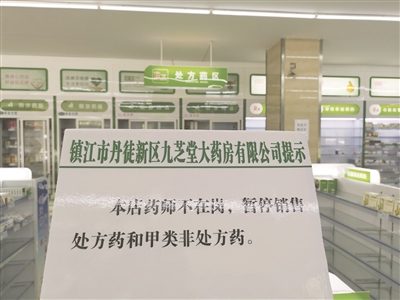 处方药区
镇江市丹徒新区九芝堂大药房有限公司提示
本店药师不在岗，暂停销售
处方药和甲类非处方药。